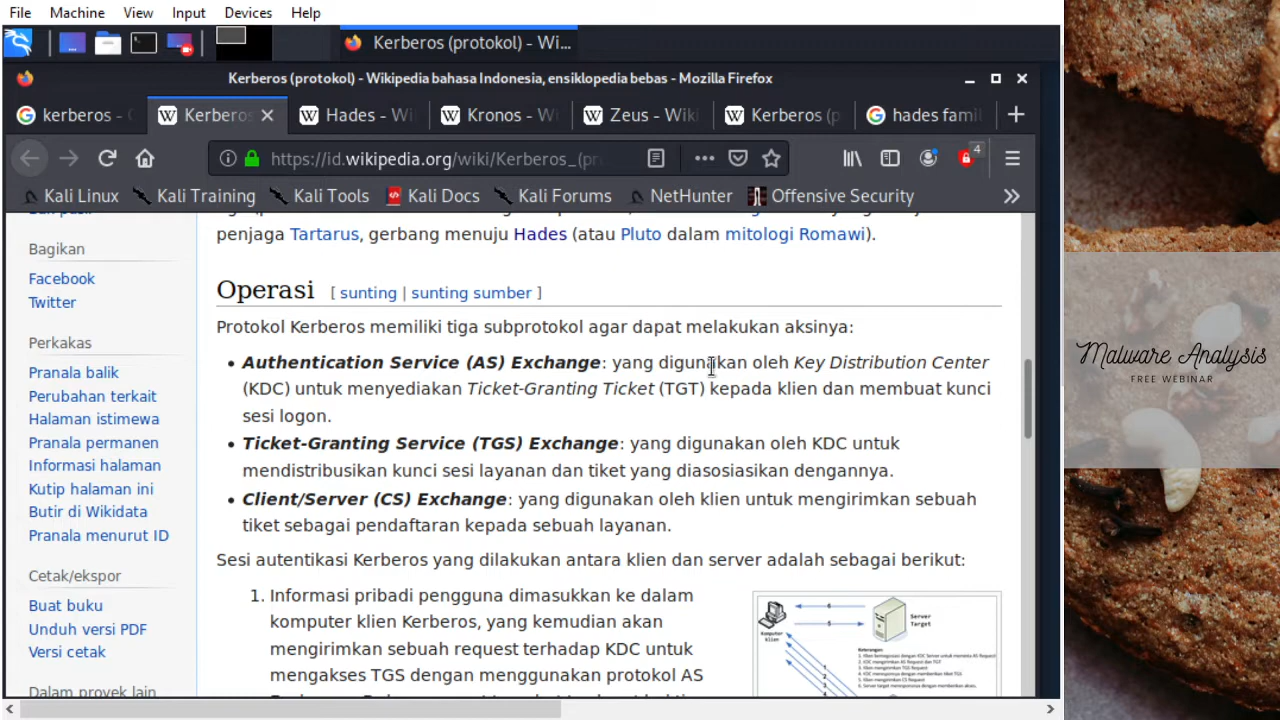 File Machine View Input Devices Help
Kerberos (protokol) - Wi...
Kerberos (protokol) - Wikipedia bahasa Indonesia, ensiklopedia bebas - Mozilla Firefox
kerberos - Kerberos Hades - Wi Kronos - W Zeus - Wiki Kerberos (p hades fami
https://id.wikipedia.org/wiki/Kerberos_(pr 4
Kali Linux Kali Training Kali Tools Kali Docs Kali Forums NetHunter Offensive Security
penjaga Tartarus, gerbang menuju Hades (atau Pluto dalam mitologi Romawi).
Bagikan
Facebook
Twitter
Perkakas
Pranala balik
Perubahan terkait
Halaman istimewa
Pranala permanen
Informasi halaman
Kutip halaman ini
Butir di Wikidata
Pranala menurut ID
Cetak/ekspor
Buat buku
Unduh versi PDF
Versi cetak
Dalam proyek lain
Operasi [ sunting | sunting sumber ]
Protokol Kerberos memiliki tiga subprotokol agar dapat melakukan aksinya:
• Authentication Service (AS) Exchange: yang digunakan oleh Key Distribution Center
(KDC) untuk menyediakan Ticket-Granting Ticket (TGT) kepada klien dan membuat kunci
sesi logon.
• Ticket-Granting Service (TGS) Exchange: yang digunakan oleh KDC untuk
mendistribusikan kunci sesi layanan dan tiket yang diasosiasikan dengannya.
• Client/Server (CS) Exchange: yang digunakan oleh klien untuk mengirimkan sebuah
tiket sebagai pendaftaran kepada sebuah layanan.
Sesi autentikasi Kerberos yang dilakukan antara klien dan server adalah sebagai berikut:
1. Informasi pribadi pengguna dimasukkan ke dalam
komputer klien Kerberos, yang kemudian akan
mengirimkan sebuah request terhadap KDC untuk
mengakses TGS dengan menggunakan protokol AS
Server
Target
Komputer
Klien
Malware Analysis
FREE WEBINAR